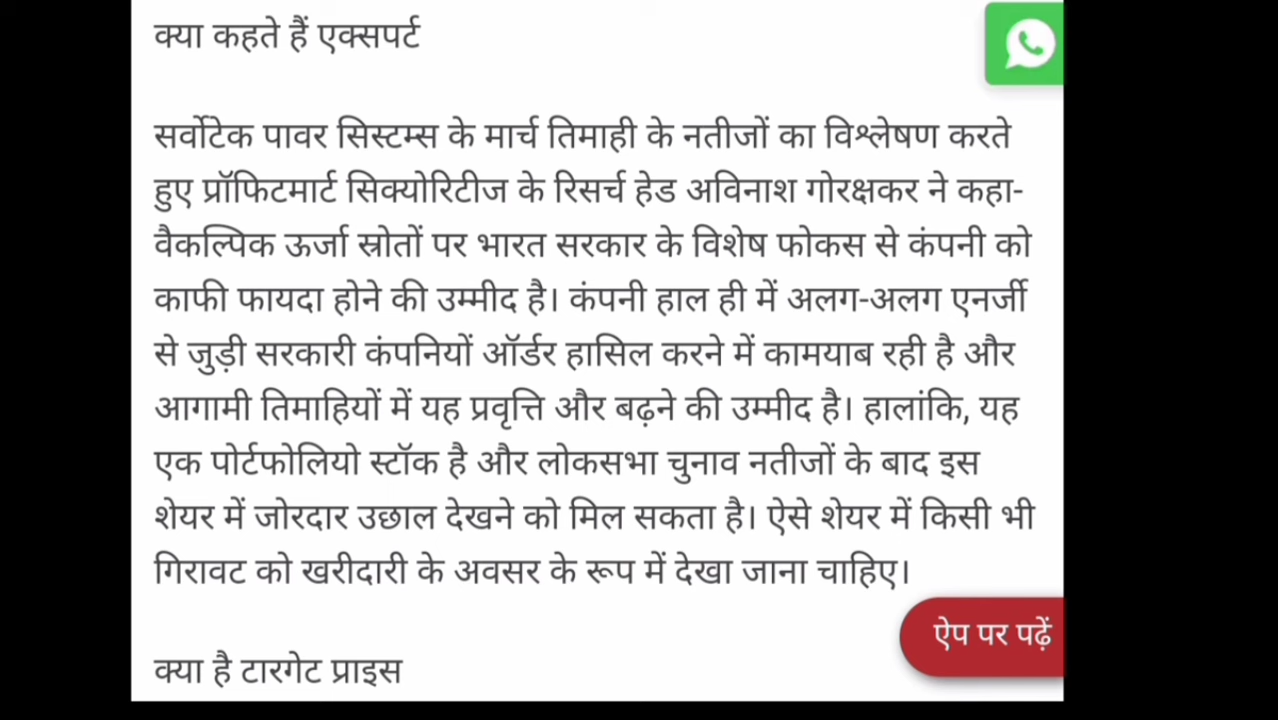 क्या कहते हैं एक्सपर्ट
सर्वोटेक पावर सिस्टम्स के मार्च तिमाही के नतीजों का विश्लेषण करते
हुए प्रॉफिटमार्ट सिक्योरिटीज के रिसर्च हेड अविनाश गोरक्षकर ने कहा-
वैकल्पिक ऊर्जा स्रोतों पर भारत सरकार के विशेष फोकस से कंपनी को
काफी फायदा होने की उम्मीद है। कंपनी हाल ही में अलग-अलग एनर्जी
से जुड़ी सरकारी कंपनियों ऑर्डर हासिल करने में कामयाब रही है और
आगामी तिमाहियों में यह प्रवृत्ति और बढ़ने की उम्मीद है। हालांकि, यह
एक पोर्टफोलियो स्टॉक है और लोकसभा चुनाव नतीजों के बाद इस
शेयर में जोरदार उछाल देखने को मिल सकता है। ऐसे शेयर में किसी भी
गिरावट को खरीदारी के अवसर के रूप में देखा जाना चाहिए।
ऐप पर पढ़ें
क्या है टारगेट प्राइस